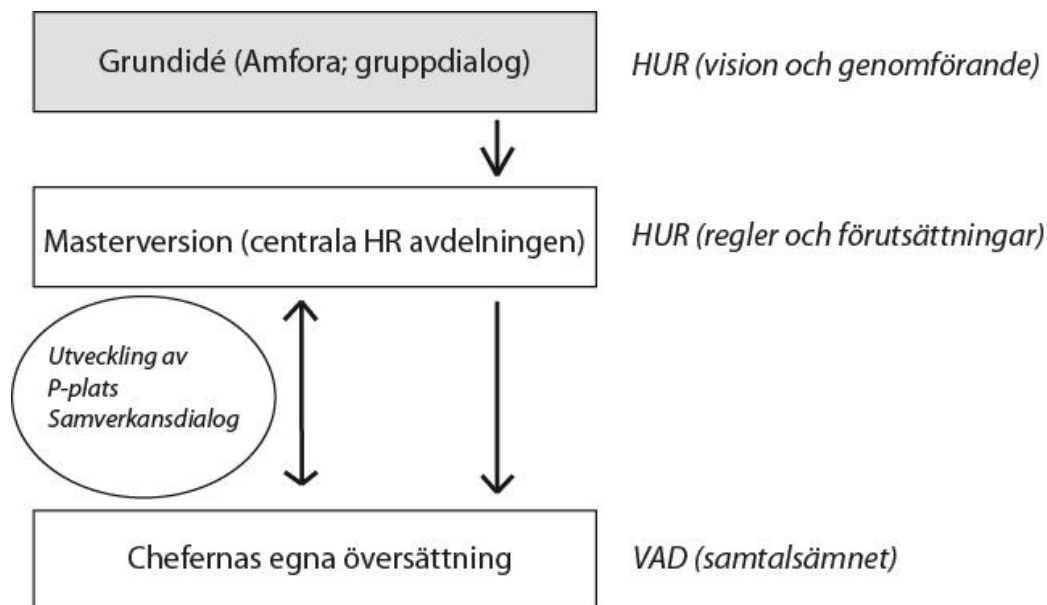 Grundidé (Amfora; gruppdialog)
HUR (vision och genomförande)
Masterversion (centrala HR avdelningen)
HUR (regler och förutsättningar)
Utveckling av
P-plats
Samverkansdialog
Chefernas egna översättning
VAD (samtalsämnet)